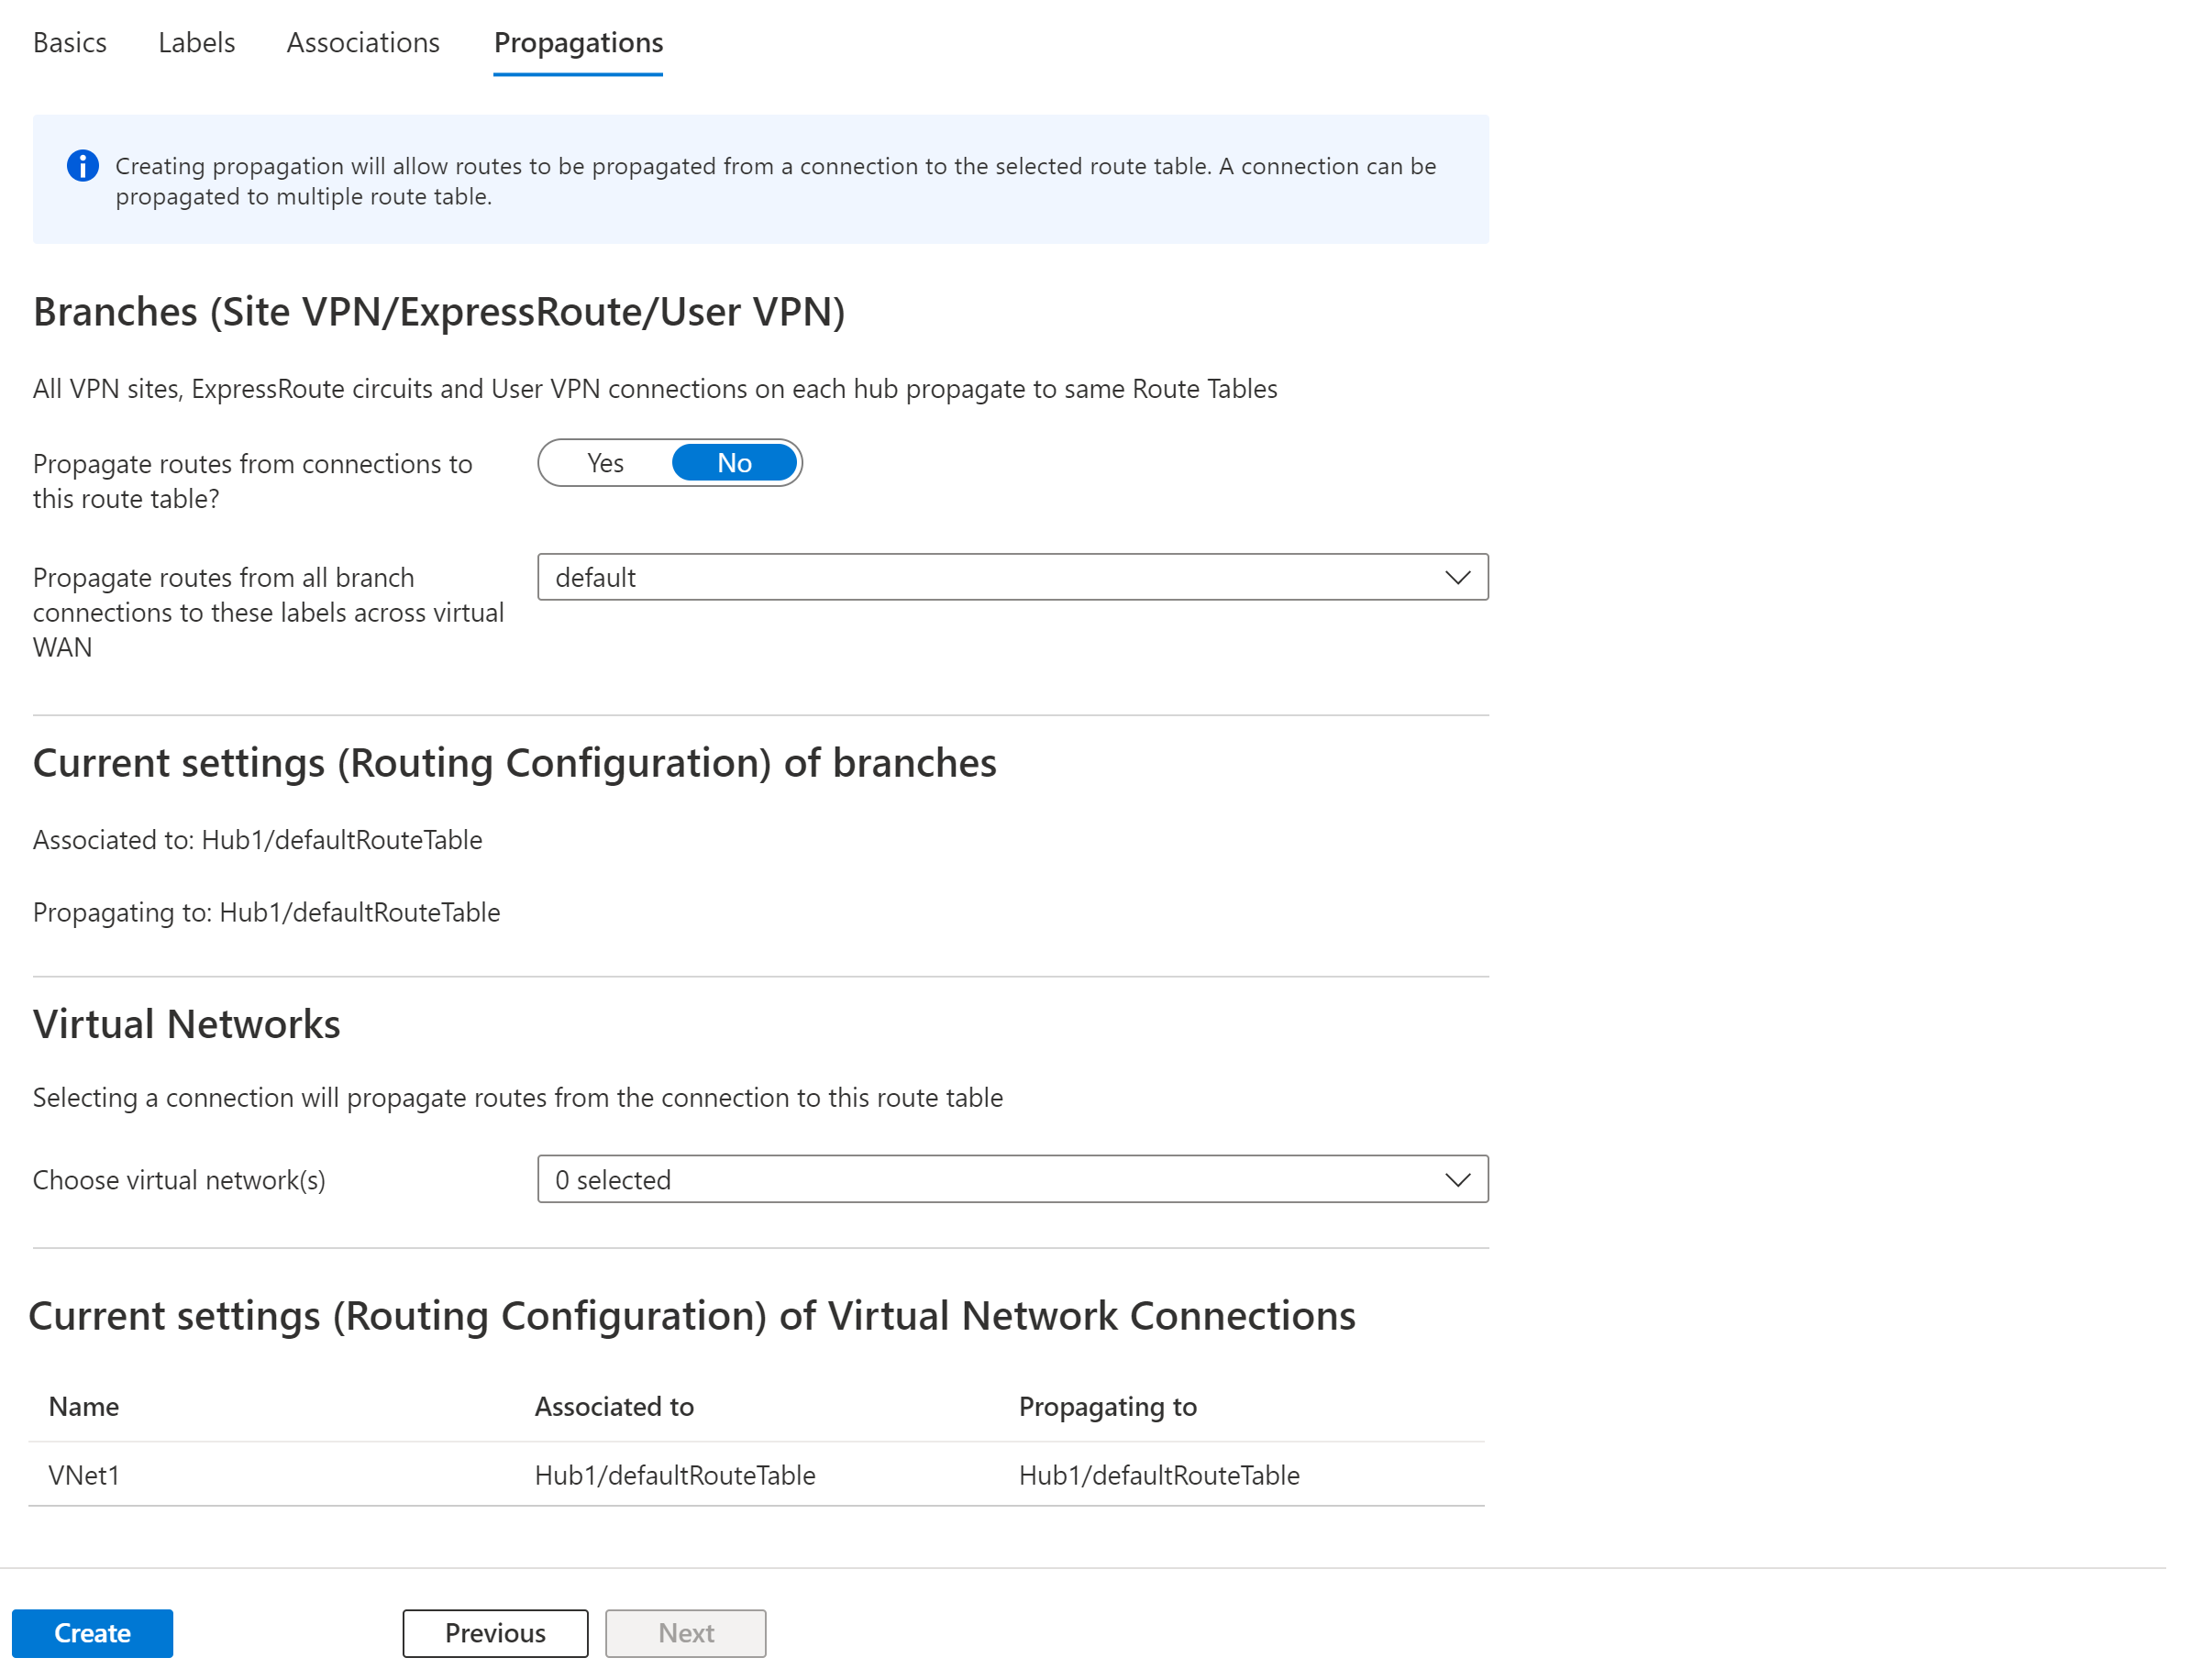 Basics Labels Associations Propagations
Creating propagation will allow routes to be propagated from a connection to the selected route table. A connection can be
propagated to multiple route table.
Branches (Site VPN/ExpressRoute/User VPN)
All VPN sites, ExpressRoute circuits and User VPN connections on each hub propagate to same Route Tables
Propagate routes from connections to
this route table?
Yes No
Propagate routes from all branch
connections to these labels across virtual
WAN
default
Current settings (Routing Configuration) of branches
Associated to: Hub1/defaultRouteTable
Propagating to: Hub1/defaultRouteTable
Virtual Networks
Selecting a connection will propagate routes from the connection to this route table
Choose virtual network(s)
0 selected
Current settings (Routing Configuration) of Virtual Network Connections
Name Associated to Propagating to
VNet1 Hub1/defaultRouteTable Hub1/defaultRouteTable
Create Previous Next